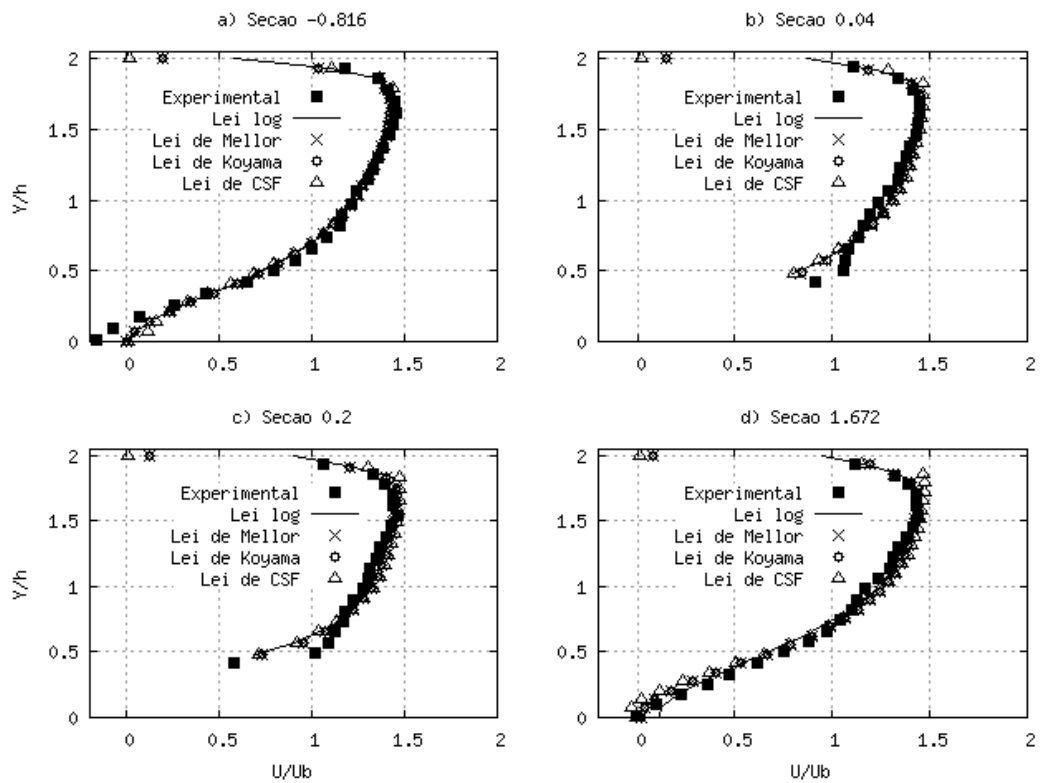 a) Secao -0.816
2
1.5
1
0.5
0
Y/h
Experimental
Lei log
Lei de Mellor
Lei de Koyama
Lei de CSF
0 0.5 1 1.5 2
b) Secao 0.04
2
1.5
1
0.5
0
Experimental
Lei log
Lei de Mellor
Lei de Koyama
Lei de CSF
0 0.5 1 1.5 2
c) Secao 0.2
2
1.5
1
0.5
0
Y/h
Experimental
Lei log
Lei de Mellor
Lei de Koyama
Lei de CSF
0 0.5 1 1.5 2
U/Ub
d) Secao 1.672
2
1.5
1
0.5
0
Experimental
Lei log
Lei de Mellor
Lei de Koyama
Lei de CSF
0 0.5 1 1.5 2
U/Ub